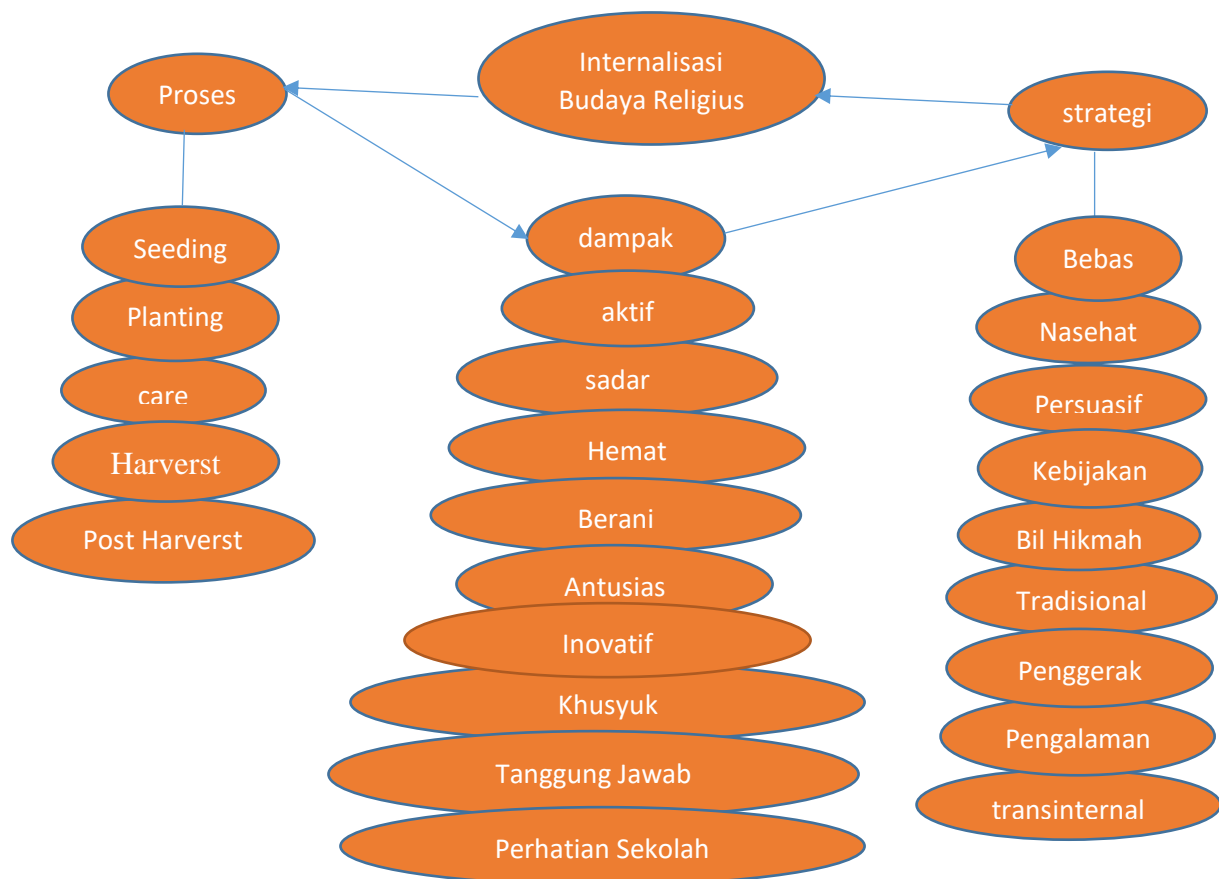 Internalisasi
Budaya Religius
Proses
strategi
Seeding
Planting
care
Harverst
Post Harverst
dampak
aktif
sadar
Hemat
Berani
Antusias
Inovatif
Khusyuk
Tanggung Jawab
Perhatian Sekolah
Bebas
Nasehat
Persuasif
Kebijakan
Bil Hikmah
Tradisional
Penggerak
Pengalaman
transinternal